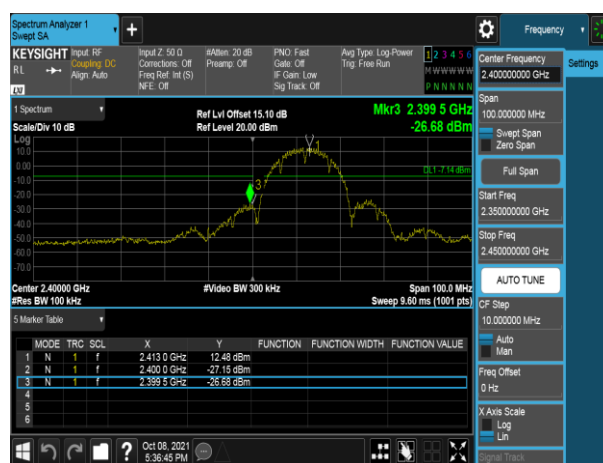 Spectrum Analyzer 1
Swept SA
+
Frequency
KEYSIGHT
RL
LXI
Input: RF
Coupling: DC
Align: Auto
Input Z: 50 Ω
Corrections: Off
Freq Ref: Int (S)
NFE: Off
#Atten: 20 dB
Preamp: Off
PNO: Fast
Gate: Off
IF Gain: Low
Sig Track: Off
Avg Type: Log-Power
Trig: Free Run
1 2 3 4 5 6
M W W W W W
P N N N N N
Center Frequency
2.400000000 GHz
Settings
Span
100.000000 MHz
Swept Span
Zero Span
Full Span
Start Freq
2.350000000 GHz
Stop Freq
2.450000000 GHz
AUTO TUNE
CF Step
10.000000 MHz
Auto
Man
Freq Offset
0 Hz
X Axis Scale
Log
Lin
Signal Track
1 Spectrum
Scale/Div 10 dB
Ref Lvl Offset 15.10 dB
Ref Level 20.00 dBm
Mkr3 2.399 5 GHz
-26.68 dBm
Log
10.0
0.00
-10.0
-20.0
-30.0
-40.0
-50.0
-60.0
-70.0
1
3
DL1 -7.14 dBm
Center 2.40000 GHz
#Res BW 100 kHz
#Video BW 300 kHz
Span 100.0 MHz
Sweep 9.60 ms (1001 pts)
5 Marker Table
MODE TRC SCL X Y FUNCTION FUNCTION WIDTH FUNCTION VALUE
1 N 1 f 2.413 0 GHz 12.48 dBm
2 N 1 f 2.400 0 GHz -27.15 dBm
3 N 1 f 2.399 5 GHz -26.68 dBm
4
5
6
?
Oct 08, 2021
5:36:45 PM